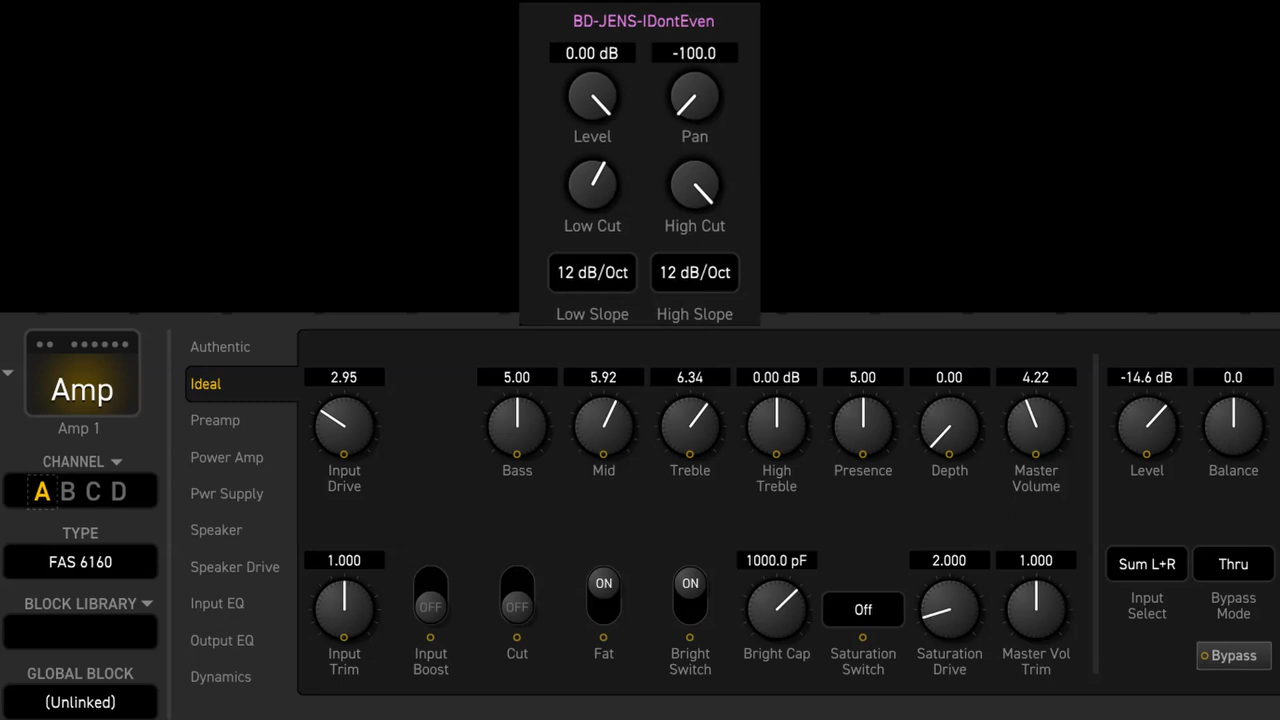 BD-JENS-IDontEven
0.00 dB -100.0
Level Pan
Low Cut High Cut
12 dB/Oct 12 dB/Oct
Low Slope High Slope
Amp
Amp 1
CHANNEL
A B C D
TYPE
FAS 6160
BLOCK LIBRARY
GLOBAL BLOCK
(Unlinked)
Authentic
Ideal
Preamp
Power Amp
Pwr Supply
Speaker
Speaker Drive
Input EQ
Output EQ
Dynamics
2.95 5.00 5.92 6.34 0.00 dB 5.00 0.00 4.22 -14.6 dB 0.0
Input Bass Mid Treble High Presence Depth Master Level Balance
Drive Treble Volume
1.000 1000.0 pF 2.000 1.000
OFF OFF ON ON Off Sum L+R Thru
Input Input Cut Fat Bright Bright Cap Saturation Saturation Master Vol Input Bypass
Trim Boost Switch Switch Drive Trim Select Mode
Bypass